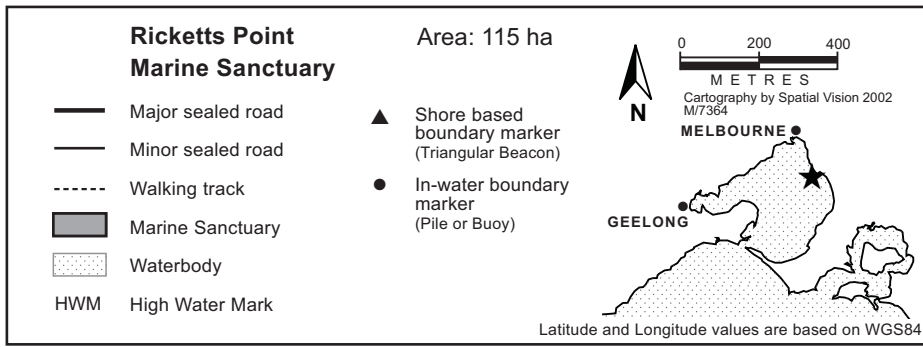 Ricketts Point
Marine Sanctuary
Major sealed road
Minor sealed road
Walking track
Marine Sanctuary
Waterbody
HWM High Water Mark
Area: 115 ha
Shore based
boundary marker
(Triangular Beacon)
In-water boundary
marker
(Pile or Buoy)
N
0 200 400
METRES
Cartography by Spatial Vision 2002
M/7364
MELBOURNE
GEELONG
Latitude and Longitude values are based on WGS84